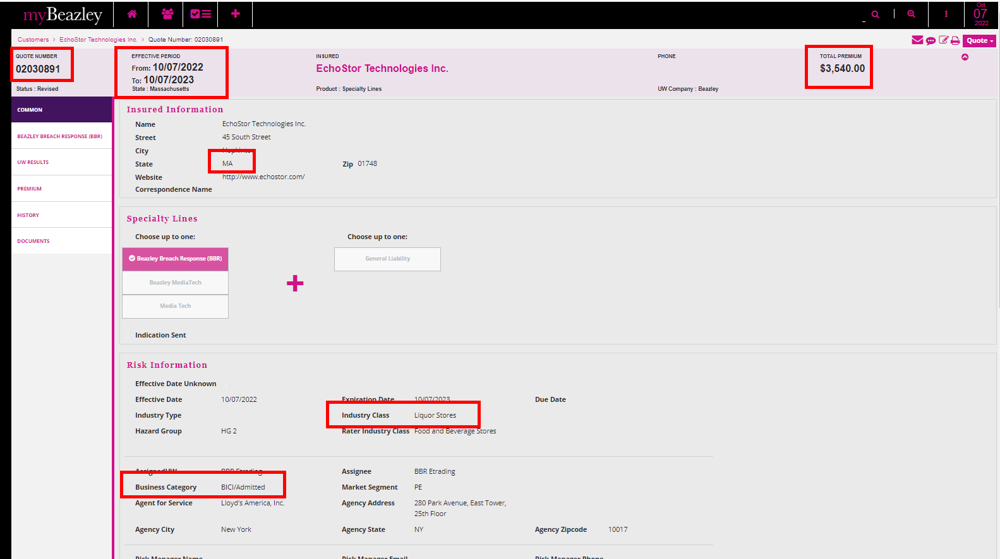 myBeazley
Oct
07
2022
Customers > EchoStor Technologies Inc. > Quote Number: 02030891
Quote
QUOTE NUMBER
02030891
Status : Revised
EFFECTIVE PERIOD
From: 10/07/2022
To: 10/07/2023
State : Massachusetts
INSURED
EchoStor Technologies Inc.
Product : Specialty Lines
PHONE
UW Company : Beazley
TOTAL PREMIUM
$3,540.00
COMMON
BEAZLEY BREACH RESPONSE (BBR)
UW RESULTS
PREMIUM
HISTORY
DOCUMENTS
Insured Information
Name EchoStor Technologies Inc.
Street 45 South Street
City
State MA Zip 01748
Website http://www.echostor.com/
Correspondence Name
Specialty Lines
Choose up to one: Choose up to one:
Beazley Breach Response (BBR) General Liability
Beazley MediaTech
+
Media Tech
Indication Sent
Risk Information
Effective Date Unknown
Effective Date 10/07/2022 Expiration Date 10/07/2023 Due Date
Industry Type Industry Class Liquor Stores
Hazard Group HG 2 Rater Industry Class Food and Beverage Stores
AssignedUW BBR Etrading Assignee BBR Etrading
Business Category BICI/Admitted Market Segment PE
Agent for Service Lloyd's America, Inc. Agency Address 280 Park Avenue, East Tower,
25th Floor
Agency City New York Agency State NY Agency Zipcode 10017
Risk Manager Name Risk Manager Email Risk Manager Phone